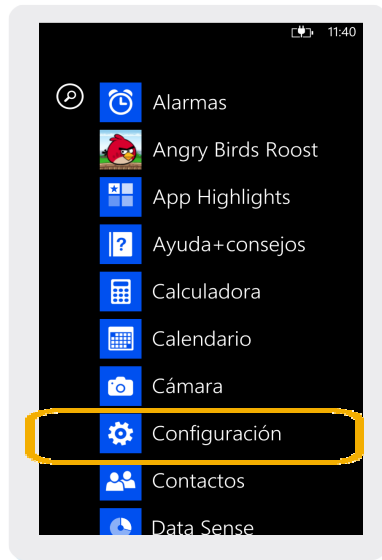 11:40
Alarmas
Angry Birds Roost
App Highlights
Ayuda+consejos
Calculadora
Calendario
Cámara
Configuración
Contactos
Data Sense